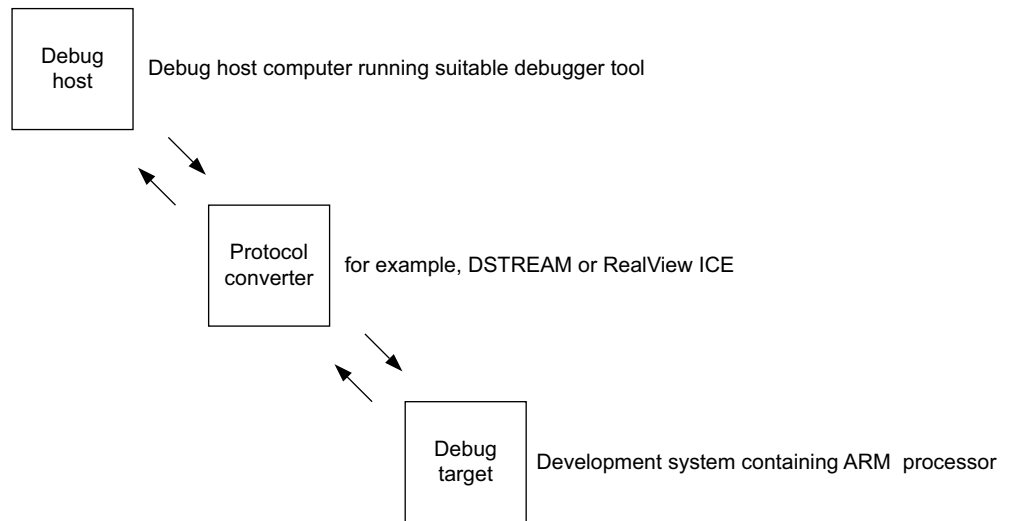 Debug
host
Debug host computer running suitable debugger tool
Protocol
converter
for example, DSTREAM or RealView ICE
Debug
target
Development system containing ARM processor